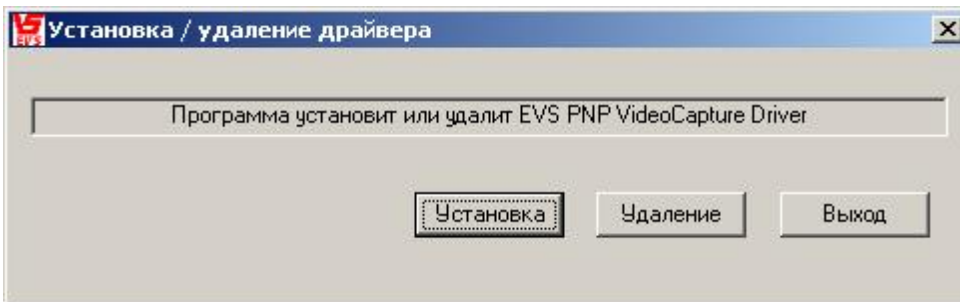 EVS
Установка / удаление драйвера
Программа установит или удалит EVS PNP VideoCapture Driver
Установка
Удаление
Выход